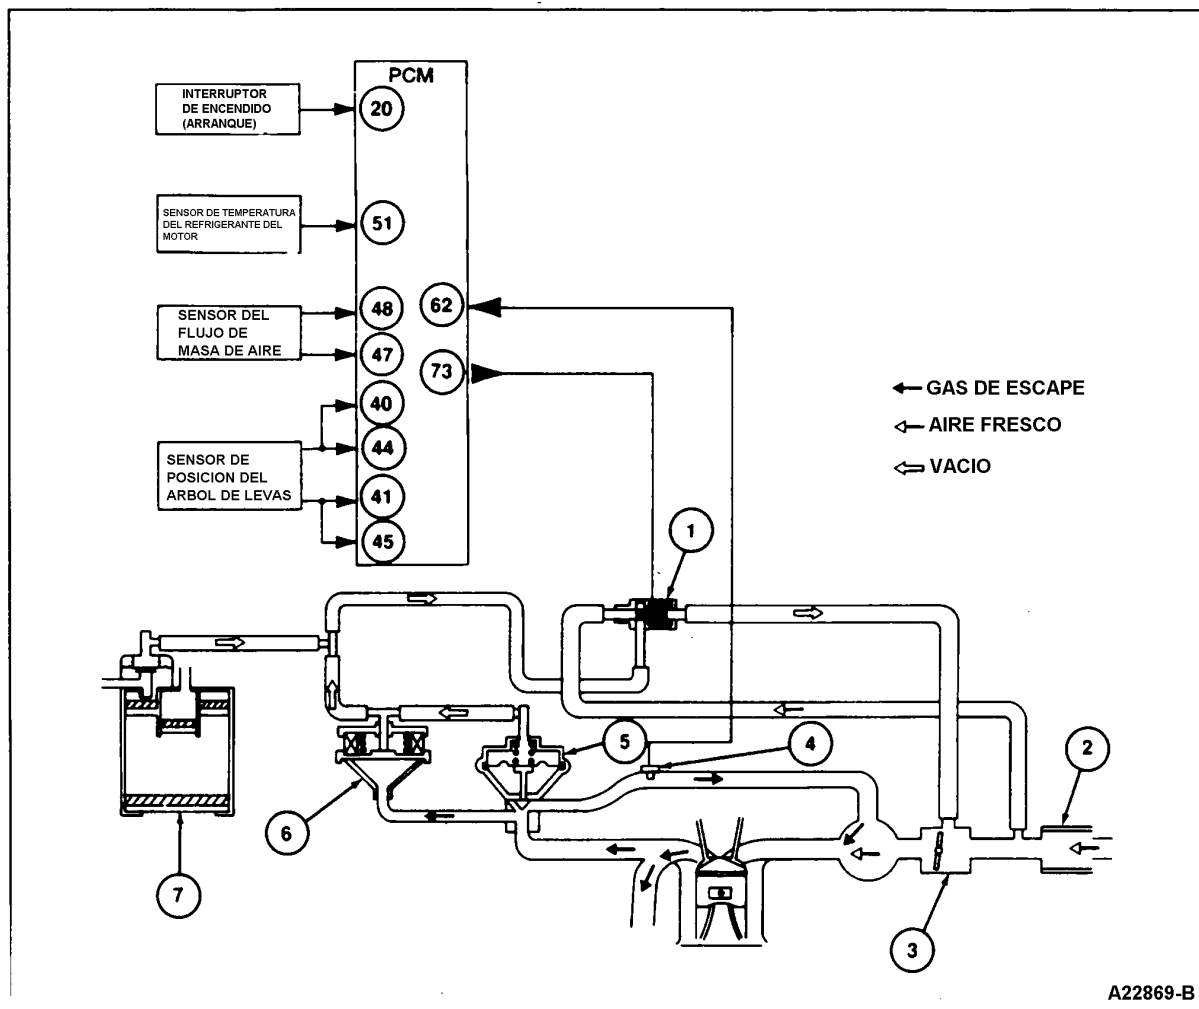 PCM
INTERRUPTOR
DE ENCENDIDO
(ARRANQUE)
20
SENSOR DE TEMPERATURA
DEL REFRIGERANTE DEL
MOTOR
51
SENSOR DEL
FLUJO DE
MASA DE AIRE
48
47
62
73
SENSOR DE
POSICION DEL
ARBOL DE LEVAS
40
44
41
45
GAS DE ESCAPE
AIRE FRESCO
VACIO
1
2
3
4
5
6
7
A22869-B